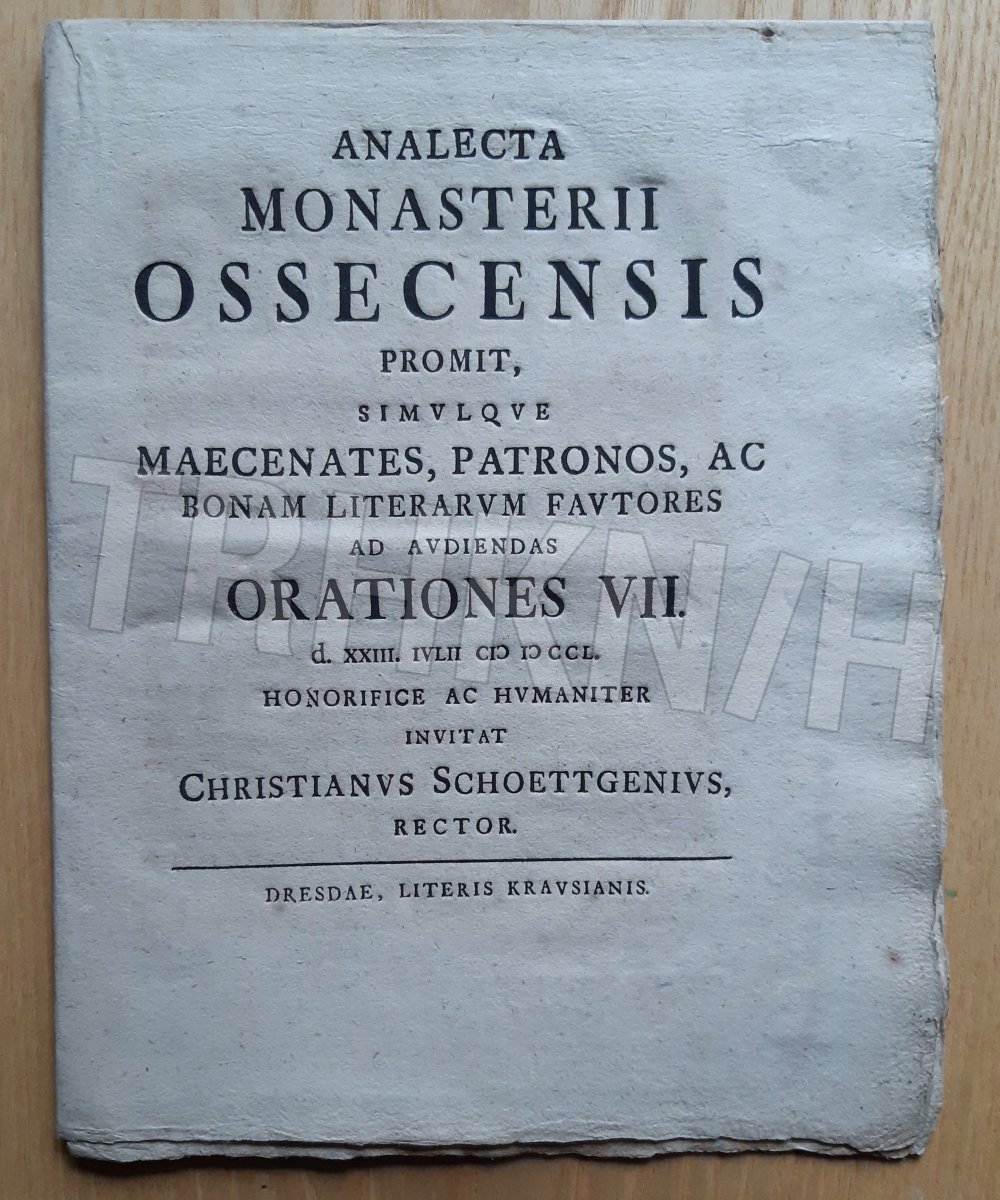 ANALECTA
MONASTERII
OSSECENSIS
PROMIT,
SIMVLQVE
MAECENATES, PATRONOS, AC
BONAM LITERARVM FAVTORES
AD AVDIENDAS
ORATIONES VII.
d. XXIII. IVLII CIↃ IↃCCL.
HONORIFICE AC HVMANITER
INVITAT
CHRISTIANVS SCHOETTGENIVS,
RECTOR.
DRESDAE, LITERIS KRAVSIANIS.
TRHKN/H